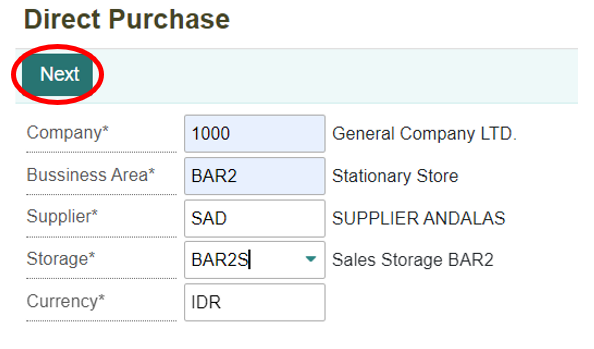 Direct Purchase
Next
Company* 1000 General Company LTD.
Bussiness Area* BAR2 Stationary Store
Supplier* SAD SUPPLIER ANDALAS
Storage* BAR2S Sales Storage BAR2
Currency* IDR